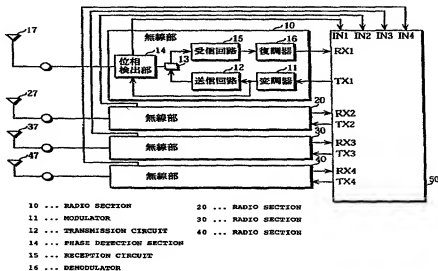 17
10
IN1 IN2 IN3 IN4
無線部
15
16
14
位相
検出部
受信回路
復調器
RX1
13
12
11
送信回路
変調器
TX1
27
20
無線部
RX2
TX2
37
30
無線部
RX3
TX3
47
40
無線部
RX4
TX4
50
10 ... RADIO SECTION
11 ... MODULATOR
12 ... TRANSMISSION CIRCUIT
14 ... PHASE DETECTION SECTION
15 ... RECEPTION CIRCUIT
16 ... DEMODULATOR
20 ... RADIO SECTION
30 ... RADIO SECTION
40 ... RADIO SECTION